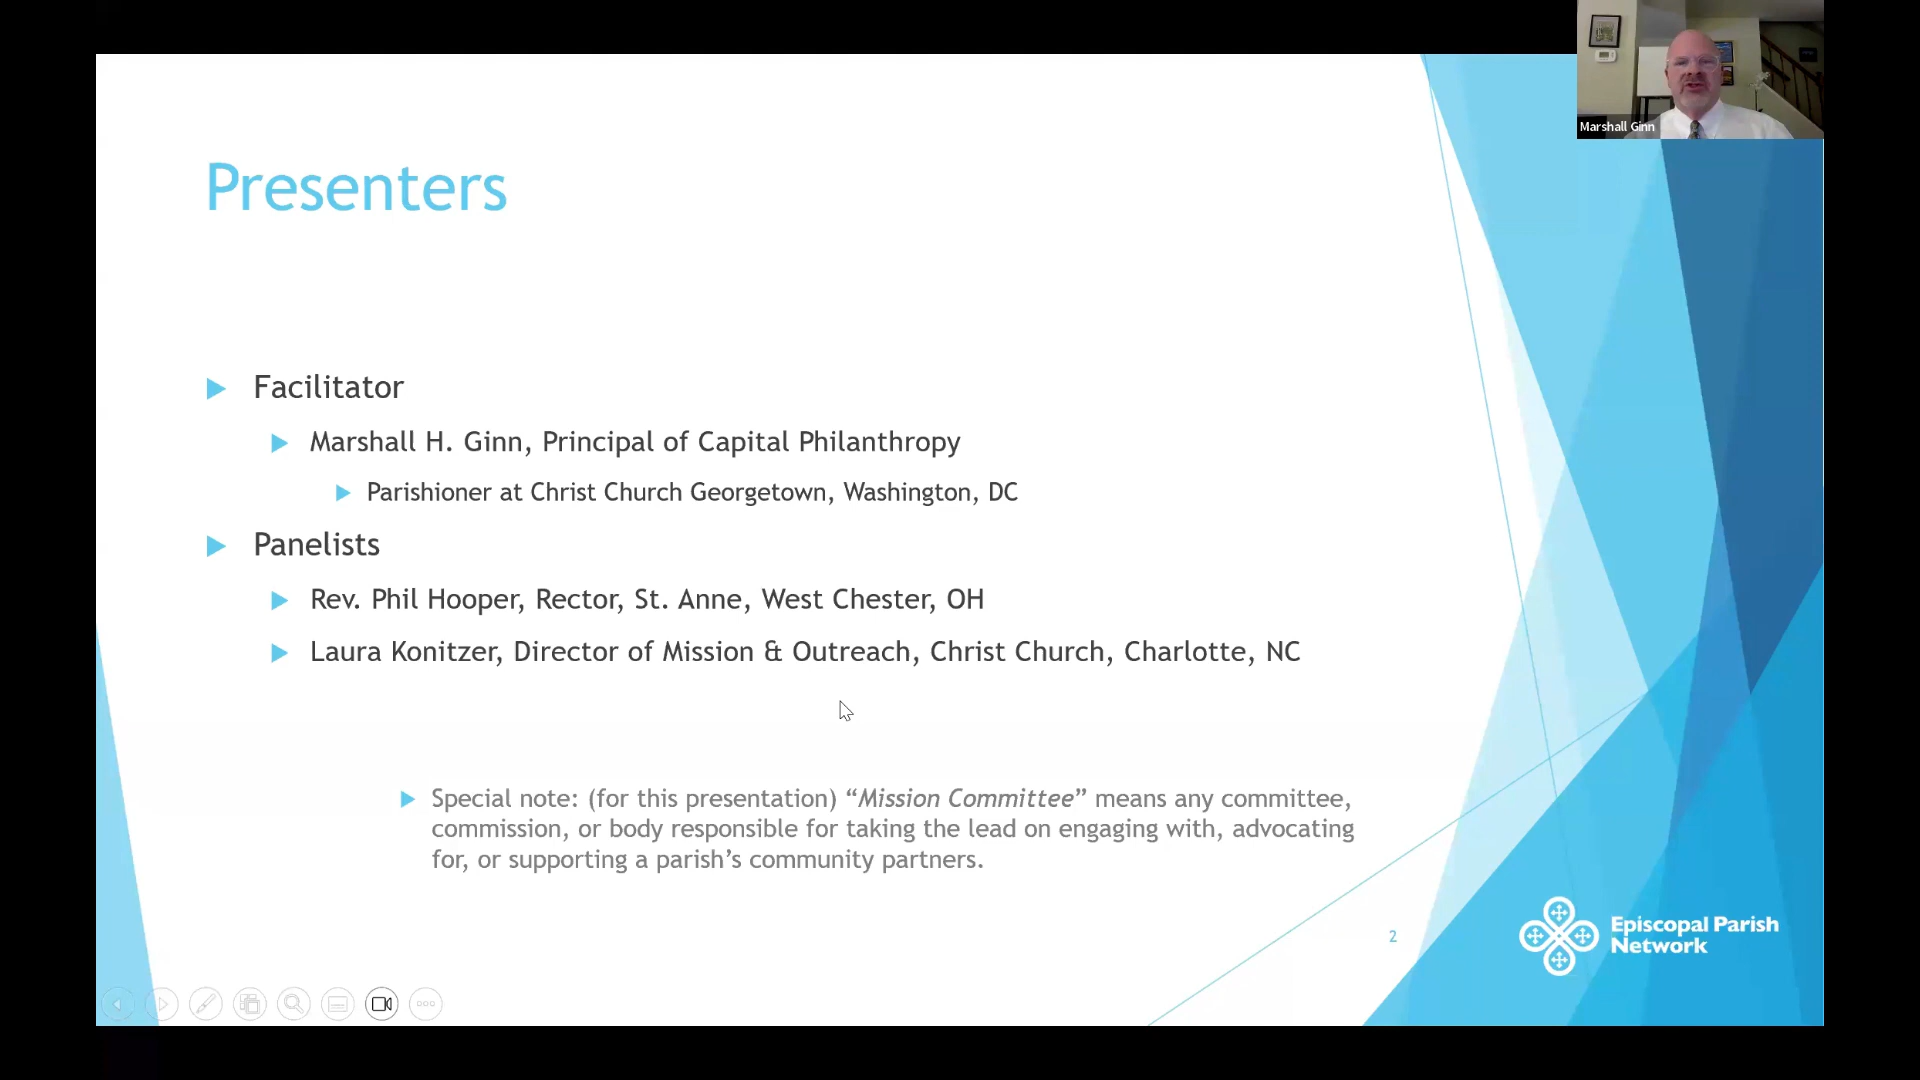 Marshall Ginn
Presenters
Facilitator
Marshall H. Ginn, Principal of Capital Philanthropy
Parishioner at Christ Church Georgetown, Washington, DC
Panelists
Rev. Phil Hooper, Rector, St. Anne, West Chester, OH
Laura Konitzer, Director of Mission & Outreach, Christ Church, Charlotte, NC
Special note: (for this presentation) “Mission Committee” means any committee,
commission, or body responsible for taking the lead on engaging with, advocating
for, or supporting a parish’s community partners.
2
Episcopal Parish
Network